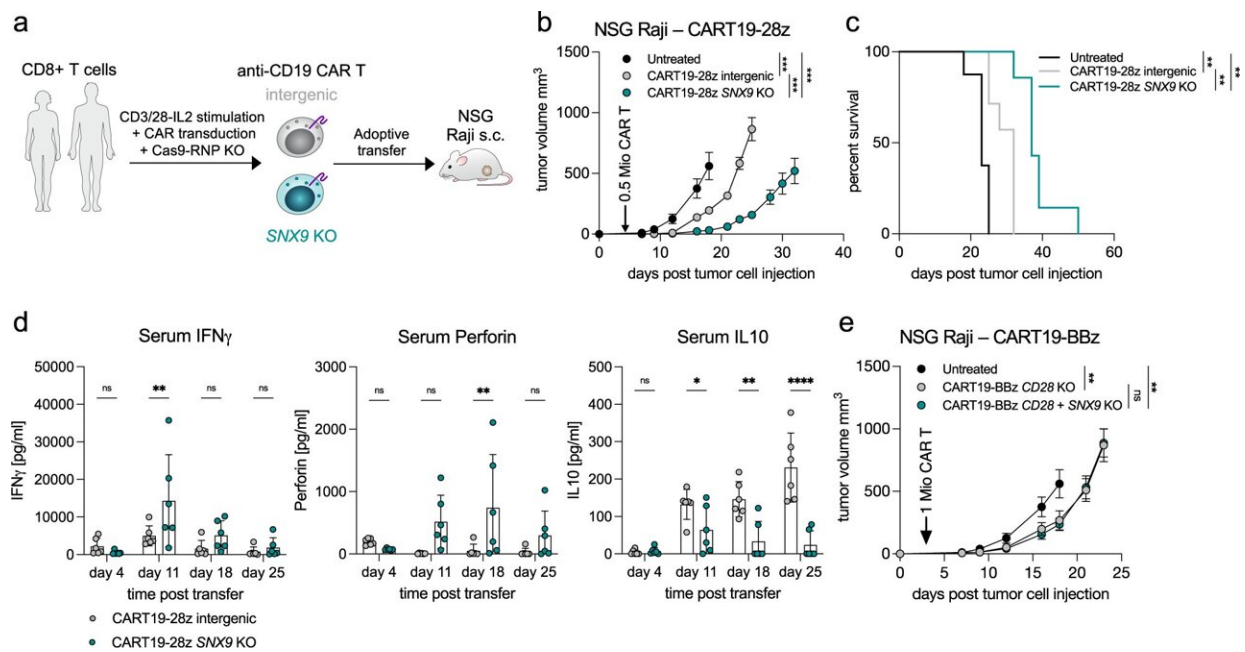 a
CD8+ T cells
CD3/28-IL2 stimulation
+ CAR transduction
+ Cas9-RNP KO
anti-CD19 CAR T
intergenic
SNX9 KO
Adoptive
transfer
NSG
Raji s.c.
b
NSG Raji – CART19-28z
1500
1000
500
0
tumor volume mm³
0.5 Mio CAR T
Untreated
CART19-28z intergenic
CART19-28z SNX9 KO
***
***
***
0 10 20 30 40
days post tumor cell injection
c
100
50
0
percent survival
Untreated
CART19-28z intergenic
CART19-28z SNX9 KO
**
**
**
0 20 40 60
days post tumor cell injection
d
Serum IFNγ
50000
40000
30000
20000
10000
0
IFNγ [pg/ml]
ns ** ns ns
day 4 day 11 day 18 day 25
time post transfer
CART19-28z intergenic
CART19-28z SNX9 KO
Serum Perforin
3000
2000
1000
0
Perforin [pg/ml]
ns ns ** ns
day 4 day 11 day 18 day 25
time post transfer
Serum IL10
500
400
300
200
100
0
IL10 [pg/ml]
ns * ** ****
day 4 day 11 day 18 day 25
time post transfer
e
NSG Raji – CART19-BBz
1500
1000
500
0
tumor volume mm³
1 Mio CAR T
Untreated
CART19-BBz CD28 KO
CART19-BBz CD28 + SNX9 KO
**
ns
**
0 5 10 15 20 25
days post tumor cell injection